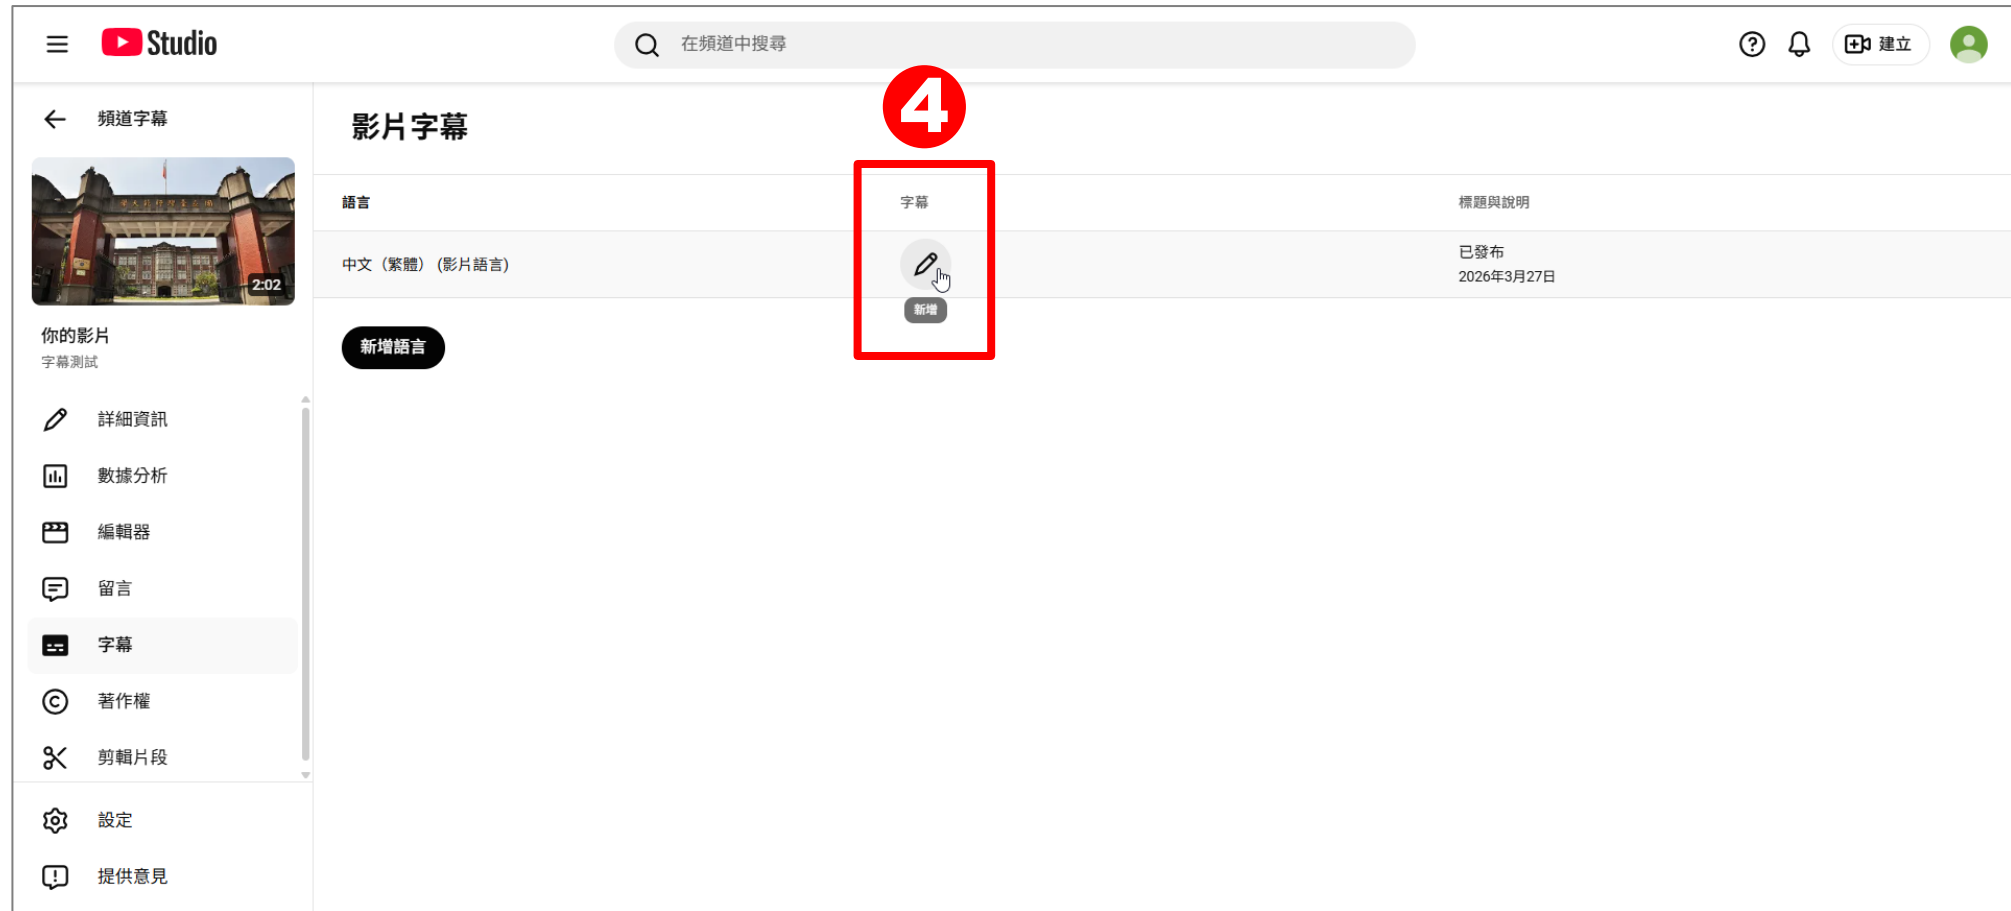 Studio
在頻道中搜尋
建立
頻道字幕
影片字幕
4
語言
字幕
標題與說明
中文（繁體） (影片語言)
新增
已發布
2026年3月27日
新增語言
2:02
你的影片
字幕測試
詳細資訊
數據分析
編輯器
留言
字幕
著作權
剪輯片段
設定
提供意見